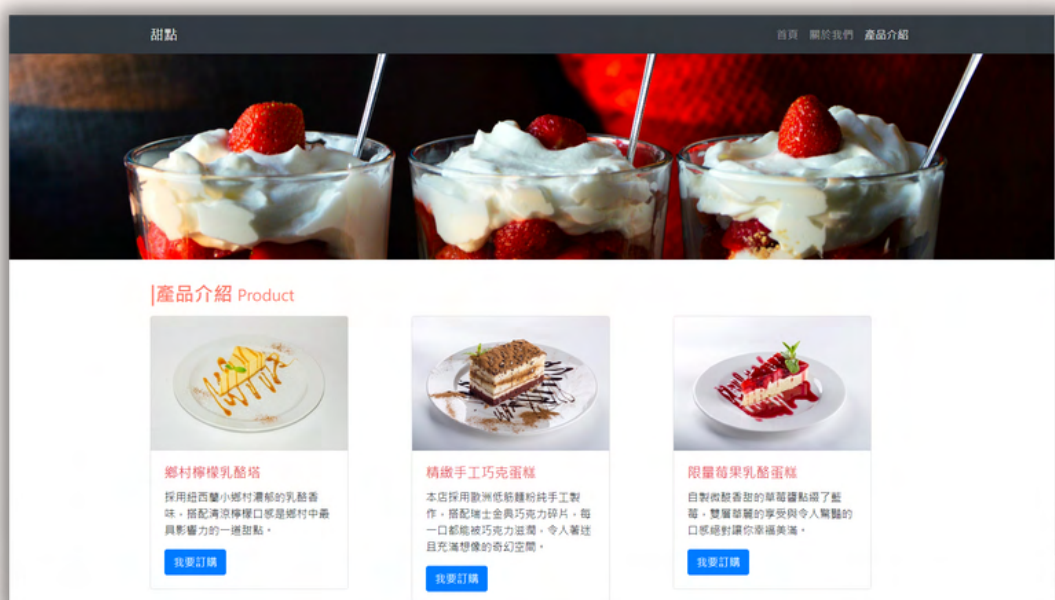 甜點
首頁 關於我們 產品介紹
|產品介紹 Product
鄉村檸檬乳酪塔
採用紐西蘭小鄉村濃郁的乳酪香
味，搭配清涼檸檬口感是鄉村中最
具影響力的一道甜點。
我要訂購
精緻手工巧克蛋糕
本店採用歐洲低筋麵粉純手工製
作，搭配瑞士金典巧克力碎片，每
一口都能被巧克力滋潤，令人著迷
且充滿想像的奇幻空間。
我要訂購
限量莓果乳酪蛋糕
自製微酸香甜的草莓醬點綴了藍
莓，雙層華麗的享受與令人驚豔的
口感絕對讓你幸福美滿。
我要訂購